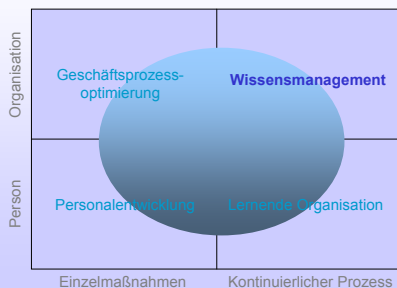 Organisation
Geschäftsprozess-
optimierung
Wissensmanagement
Person
Personalentwicklung
Lernende Organisation
Einzelmaßnahmen
Kontinuierlicher Prozess